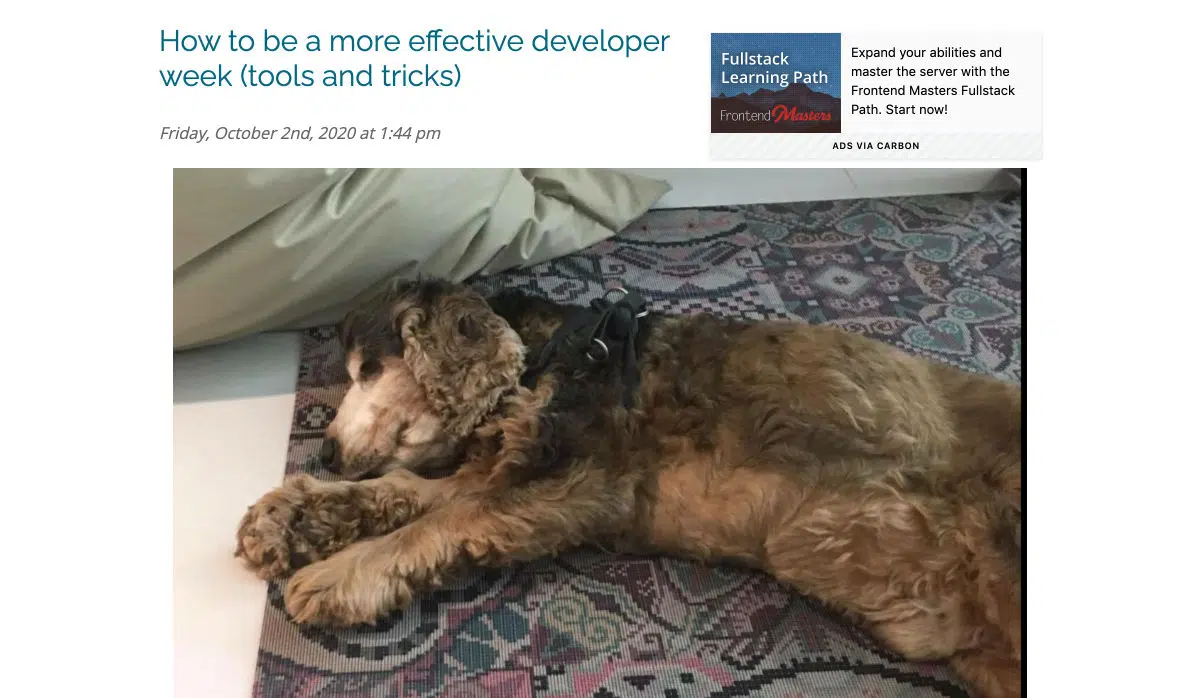 How to be a more effective developer
week (tools and tricks)
Friday, October 2nd, 2020 at 1:44 pm
Fullstack
Learning Path
Frontend Masters
Expand your abilities and
master the server with the
Frontend Masters Fullstack
Path. Start now!
ADS VIA CARBON